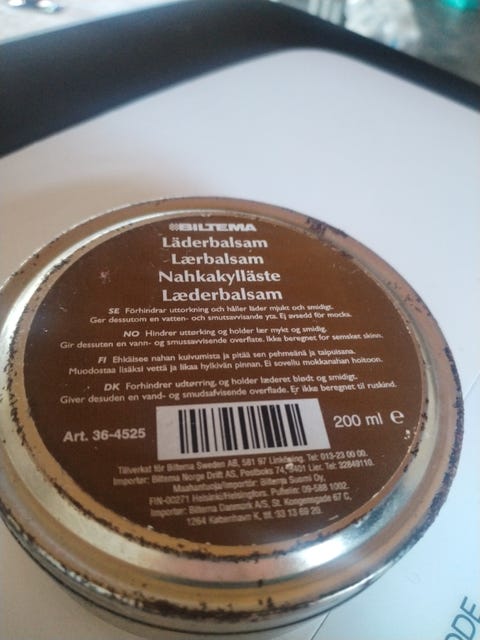 BILTEMA
Läderbalsam
Lærbalsam
Nahkakylläste
Læderbalsam
SE Förhindrar uttorkning och håller läder mjukt och smidigt.
Ger dessutom en vatten- och smutsavvisande yta. Ej avsedd för mocka.
NO Hindrer uttørking og holder lær mykt og smidig.
Gir dessuten en vann- og smussavvisende overflate. Ikke beregnet for semsket skinn.
FI Ehkäisee nahan kuivumista ja pitää sen pehmeänä ja taipuisana.
Muodostaa lisäksi vettä ja likaa hylkivän pinnan. Ei sovellu mokkanahan hoitoon.
DK Forhindrer udtørring, og holder læderet blødt og smidigt.
Giver desuden en vand- og smudsafvisende overflade. Er ikke beregnet til ruskind.
Art. 36-4525
200 ml e
Tillverkat för Biltema Sweden AB, 581 97 Linköping. Tel: 013-23 00 00.
Importør: Biltema Norge Drift AS, Postboks 74, 3401 Lier. Tel: 32849110.
Maahantuoja/Importör: Biltema Suomi Oy,
FIN-00271 Helsinki/Helsingfors. Puh/tel: 09-588 1002.
Importør: Biltema Danmark A/S, St. Kongensgade 67 C,
1264 København K, tlf. 33 13 69 20.
ODE